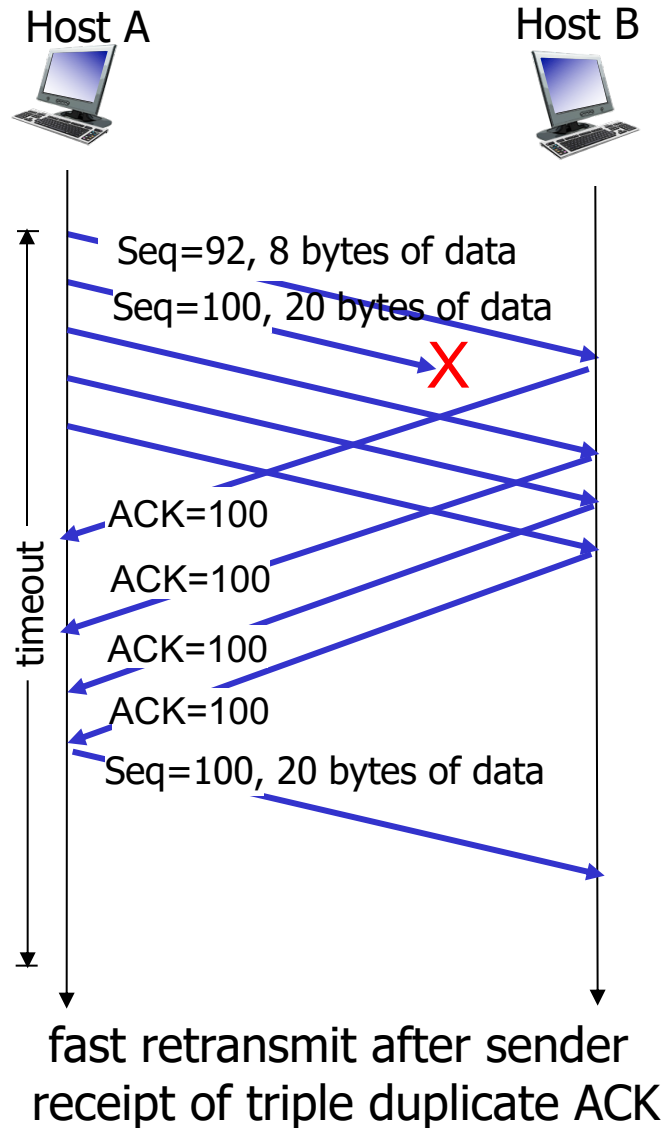 Host A
Host B
Seq=92, 8 bytes of data
Seq=100, 20 bytes of data
X
ACK=100
ACK=100
ACK=100
ACK=100
timeout
Seq=100, 20 bytes of data
fast retransmit after sender
receipt of triple duplicate ACK